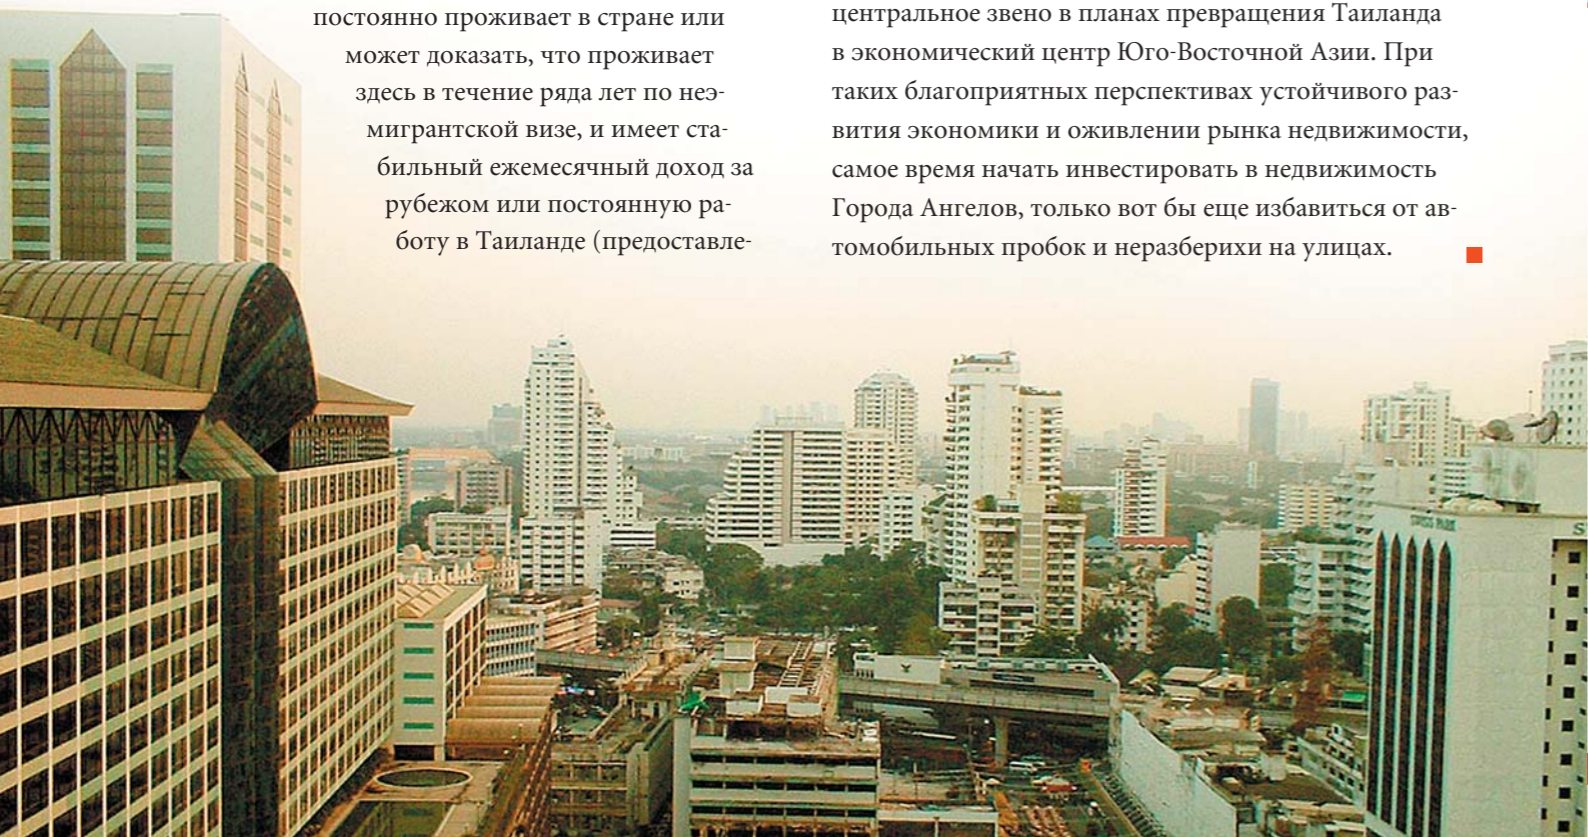 постоянно проживает в стране или
может доказать, что проживает
здесь в течение ряда лет по неэ-
мигрантской визе, и имеет ста-
бильный ежемесячный доход за
рубежом или постоянную ра-
боту в Таиланде (предоставле-
центральное звено в планах превращения Таиланда
в экономический центр Юго-Восточной Азии. При
таких благоприятных перспективах устойчивого раз-
вития экономики и оживлении рынка недвижимости,
самое время начать инвестировать в недвижимость
Города Ангелов, только вот бы еще избавиться от ав-
томобильных пробок и неразберихи на улицах.
SWISS PARK